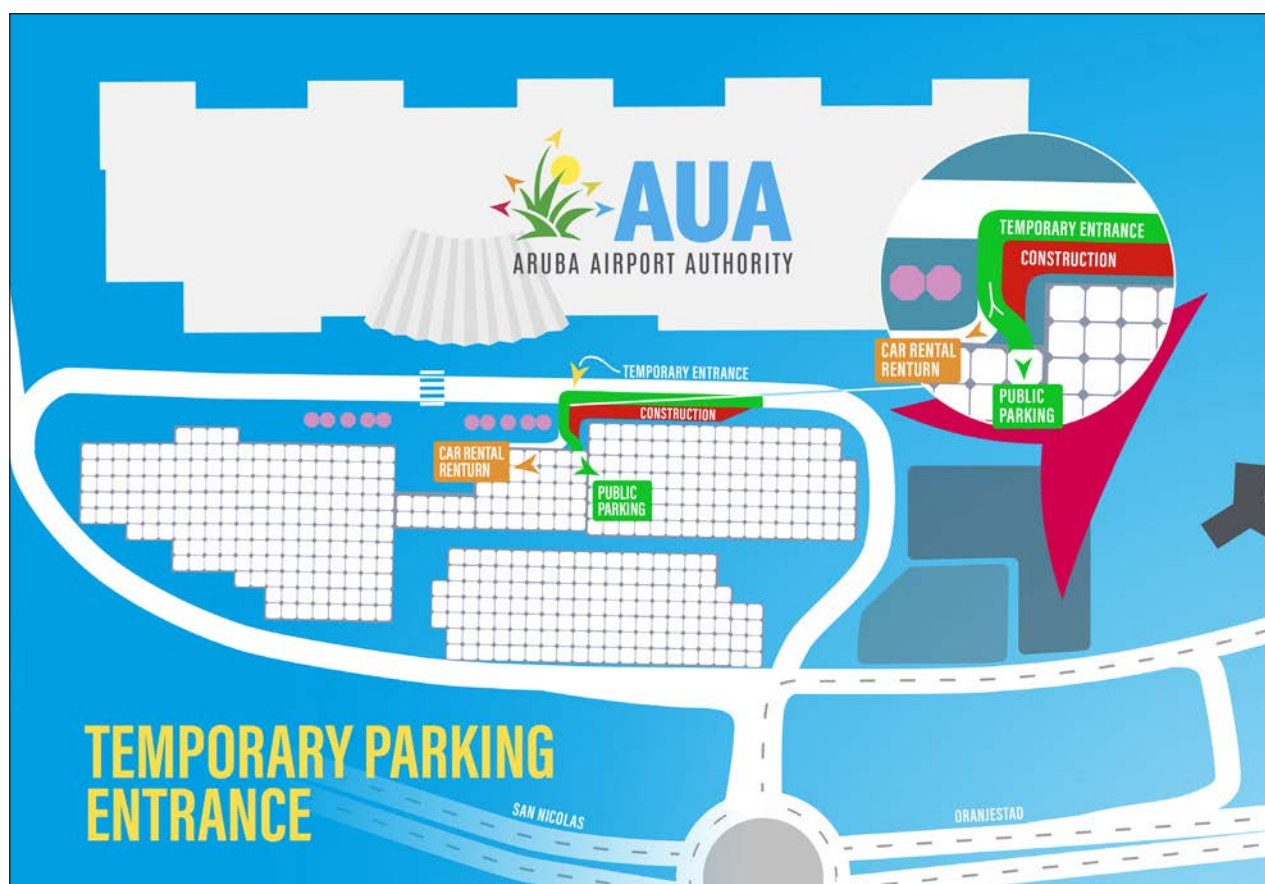 AUA
ARUBA AIRPORT AUTHORITY
TEMPORARY ENTRANCE
CONSTRUCTION
CAR RENTAL
RENTURN
PUBLIC
PARKING
TEMPORARY ENTRANCE
CONSTRUCTION
CAR RENTAL
RENTURN
PUBLIC
PARKING
TEMPORARY PARKING
ENTRANCE
SAN NICOLAS
ORANJESTAD